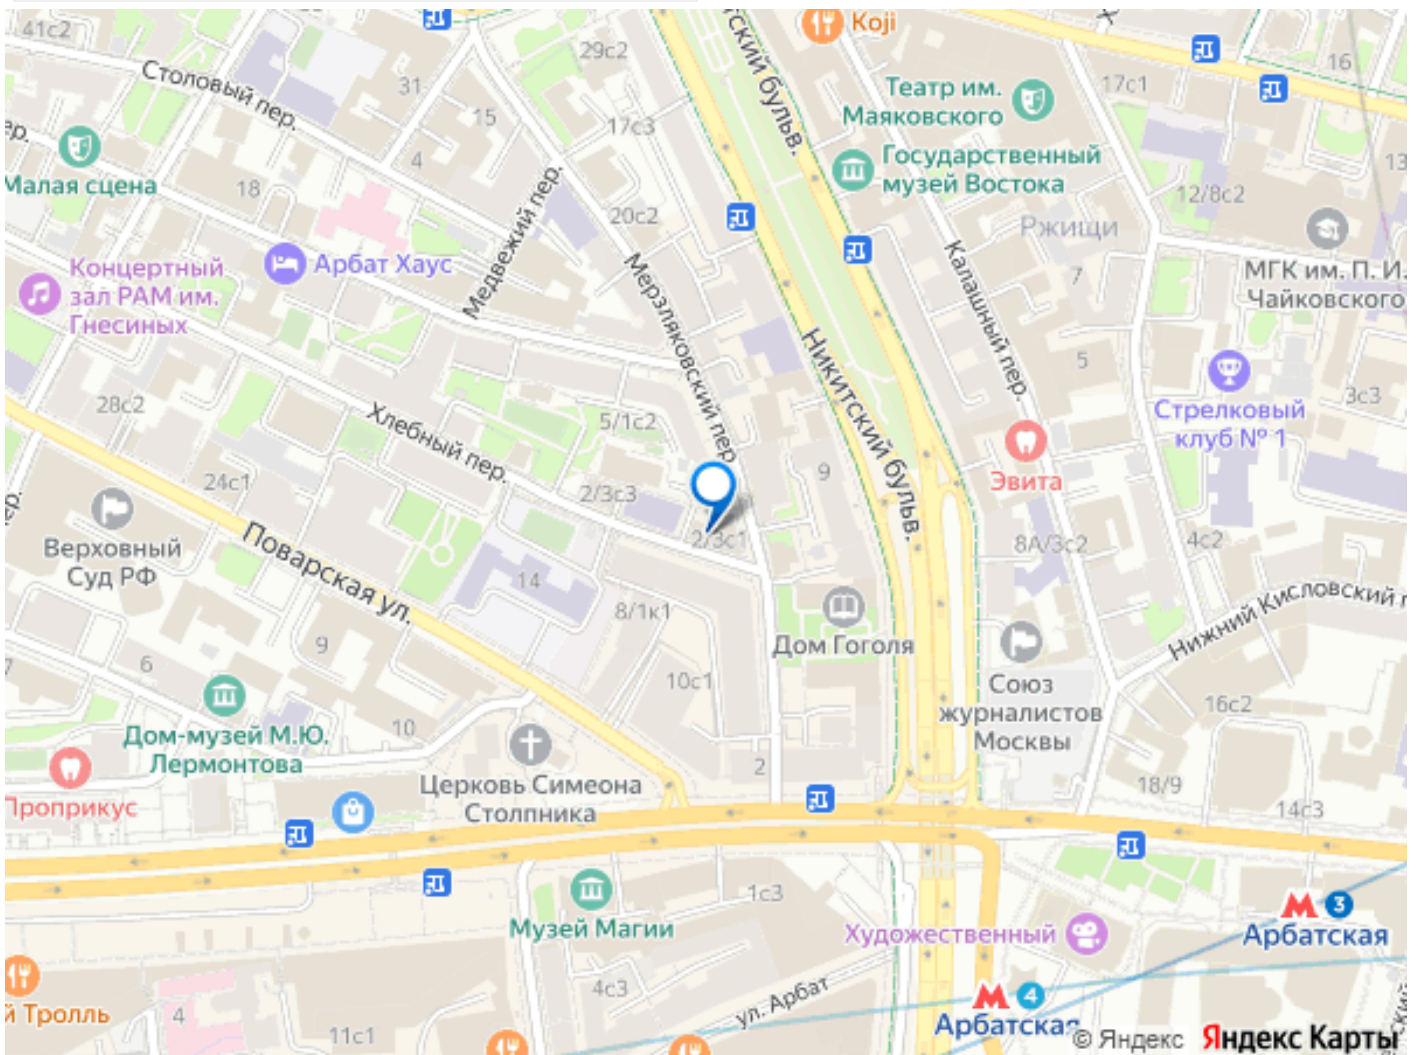 41с2
Столовый пер.
29с2
Koji
Театр им.
Маяковского
17с1
16
31
15
17с3
4
Государственный
музей Востока
13
12/8с2
Малая сцена
18
20с2
Ржищи
Медвежий пер.
Мерзляковский пер.
Калашный пер.
7
МГК им. П. И.
Чайковского
Концертный
зал РАМ им.
Гнесиных
Арбат Хаус
Никитский бульв.
5
Стрелковый
клуб № 1
3с3
28с2
Хлебный пер.
5/1с2
9
Эвита
24с1
2/3с3
2/3с1
8А/3с2
4с2
Верховный
Суд РФ
Поварская ул.
14
8/1к1
Дом Гоголя
Нижний Кисловский
9
6
10с1
Союз
журналистов
Москвы
16с2
10
Дом-музей М.Ю.
Лермонтова
Церковь Симеона
Столпника
2
18/9
14с3
Проприкус
Музей Магии
1с3
Художественный
Арбатская
3
4с3
ул. Арбат
Тролль
4
11с1
Арбатская
4
© Яндекс Яндекс Карты